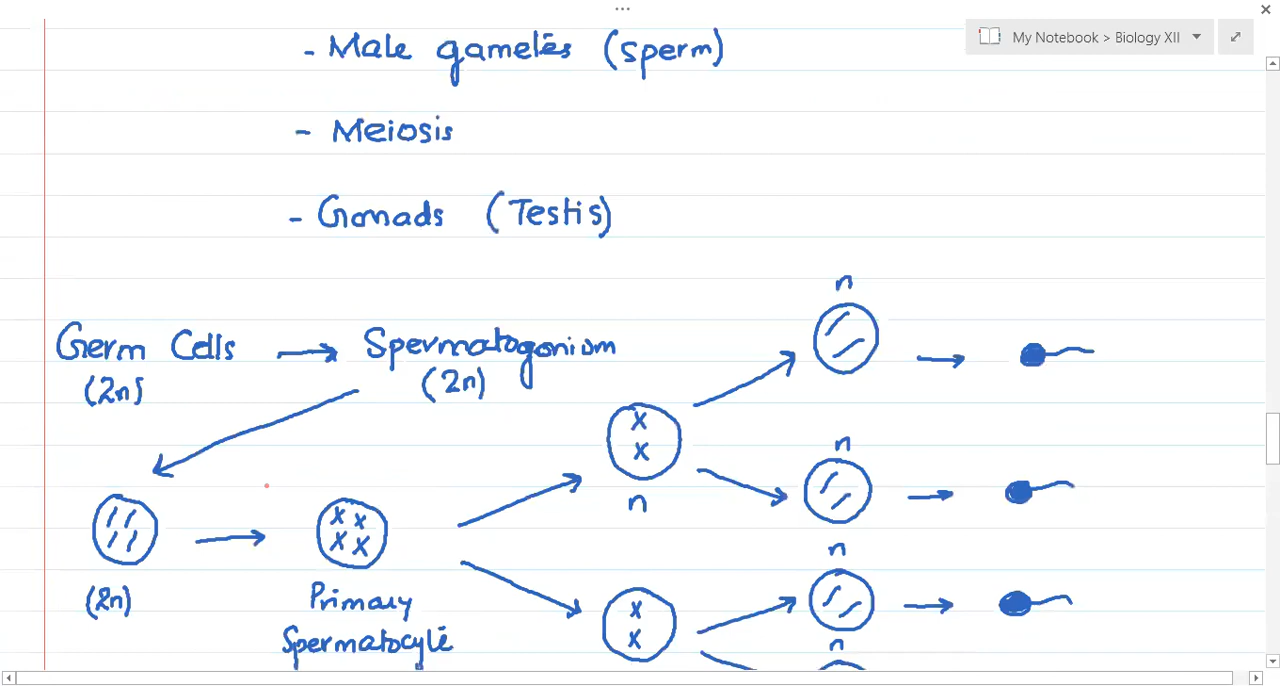 ...
My Notebook > Biology XII
- Male gametes (sperm)
- Meiosis
- Gonads (Testis)
n
Germ Cells → Spermatogonium
(2n) (2n)
x
x
n
n
x x
x x
n
(2n)
Primary
Spermatocyte
x
x
n